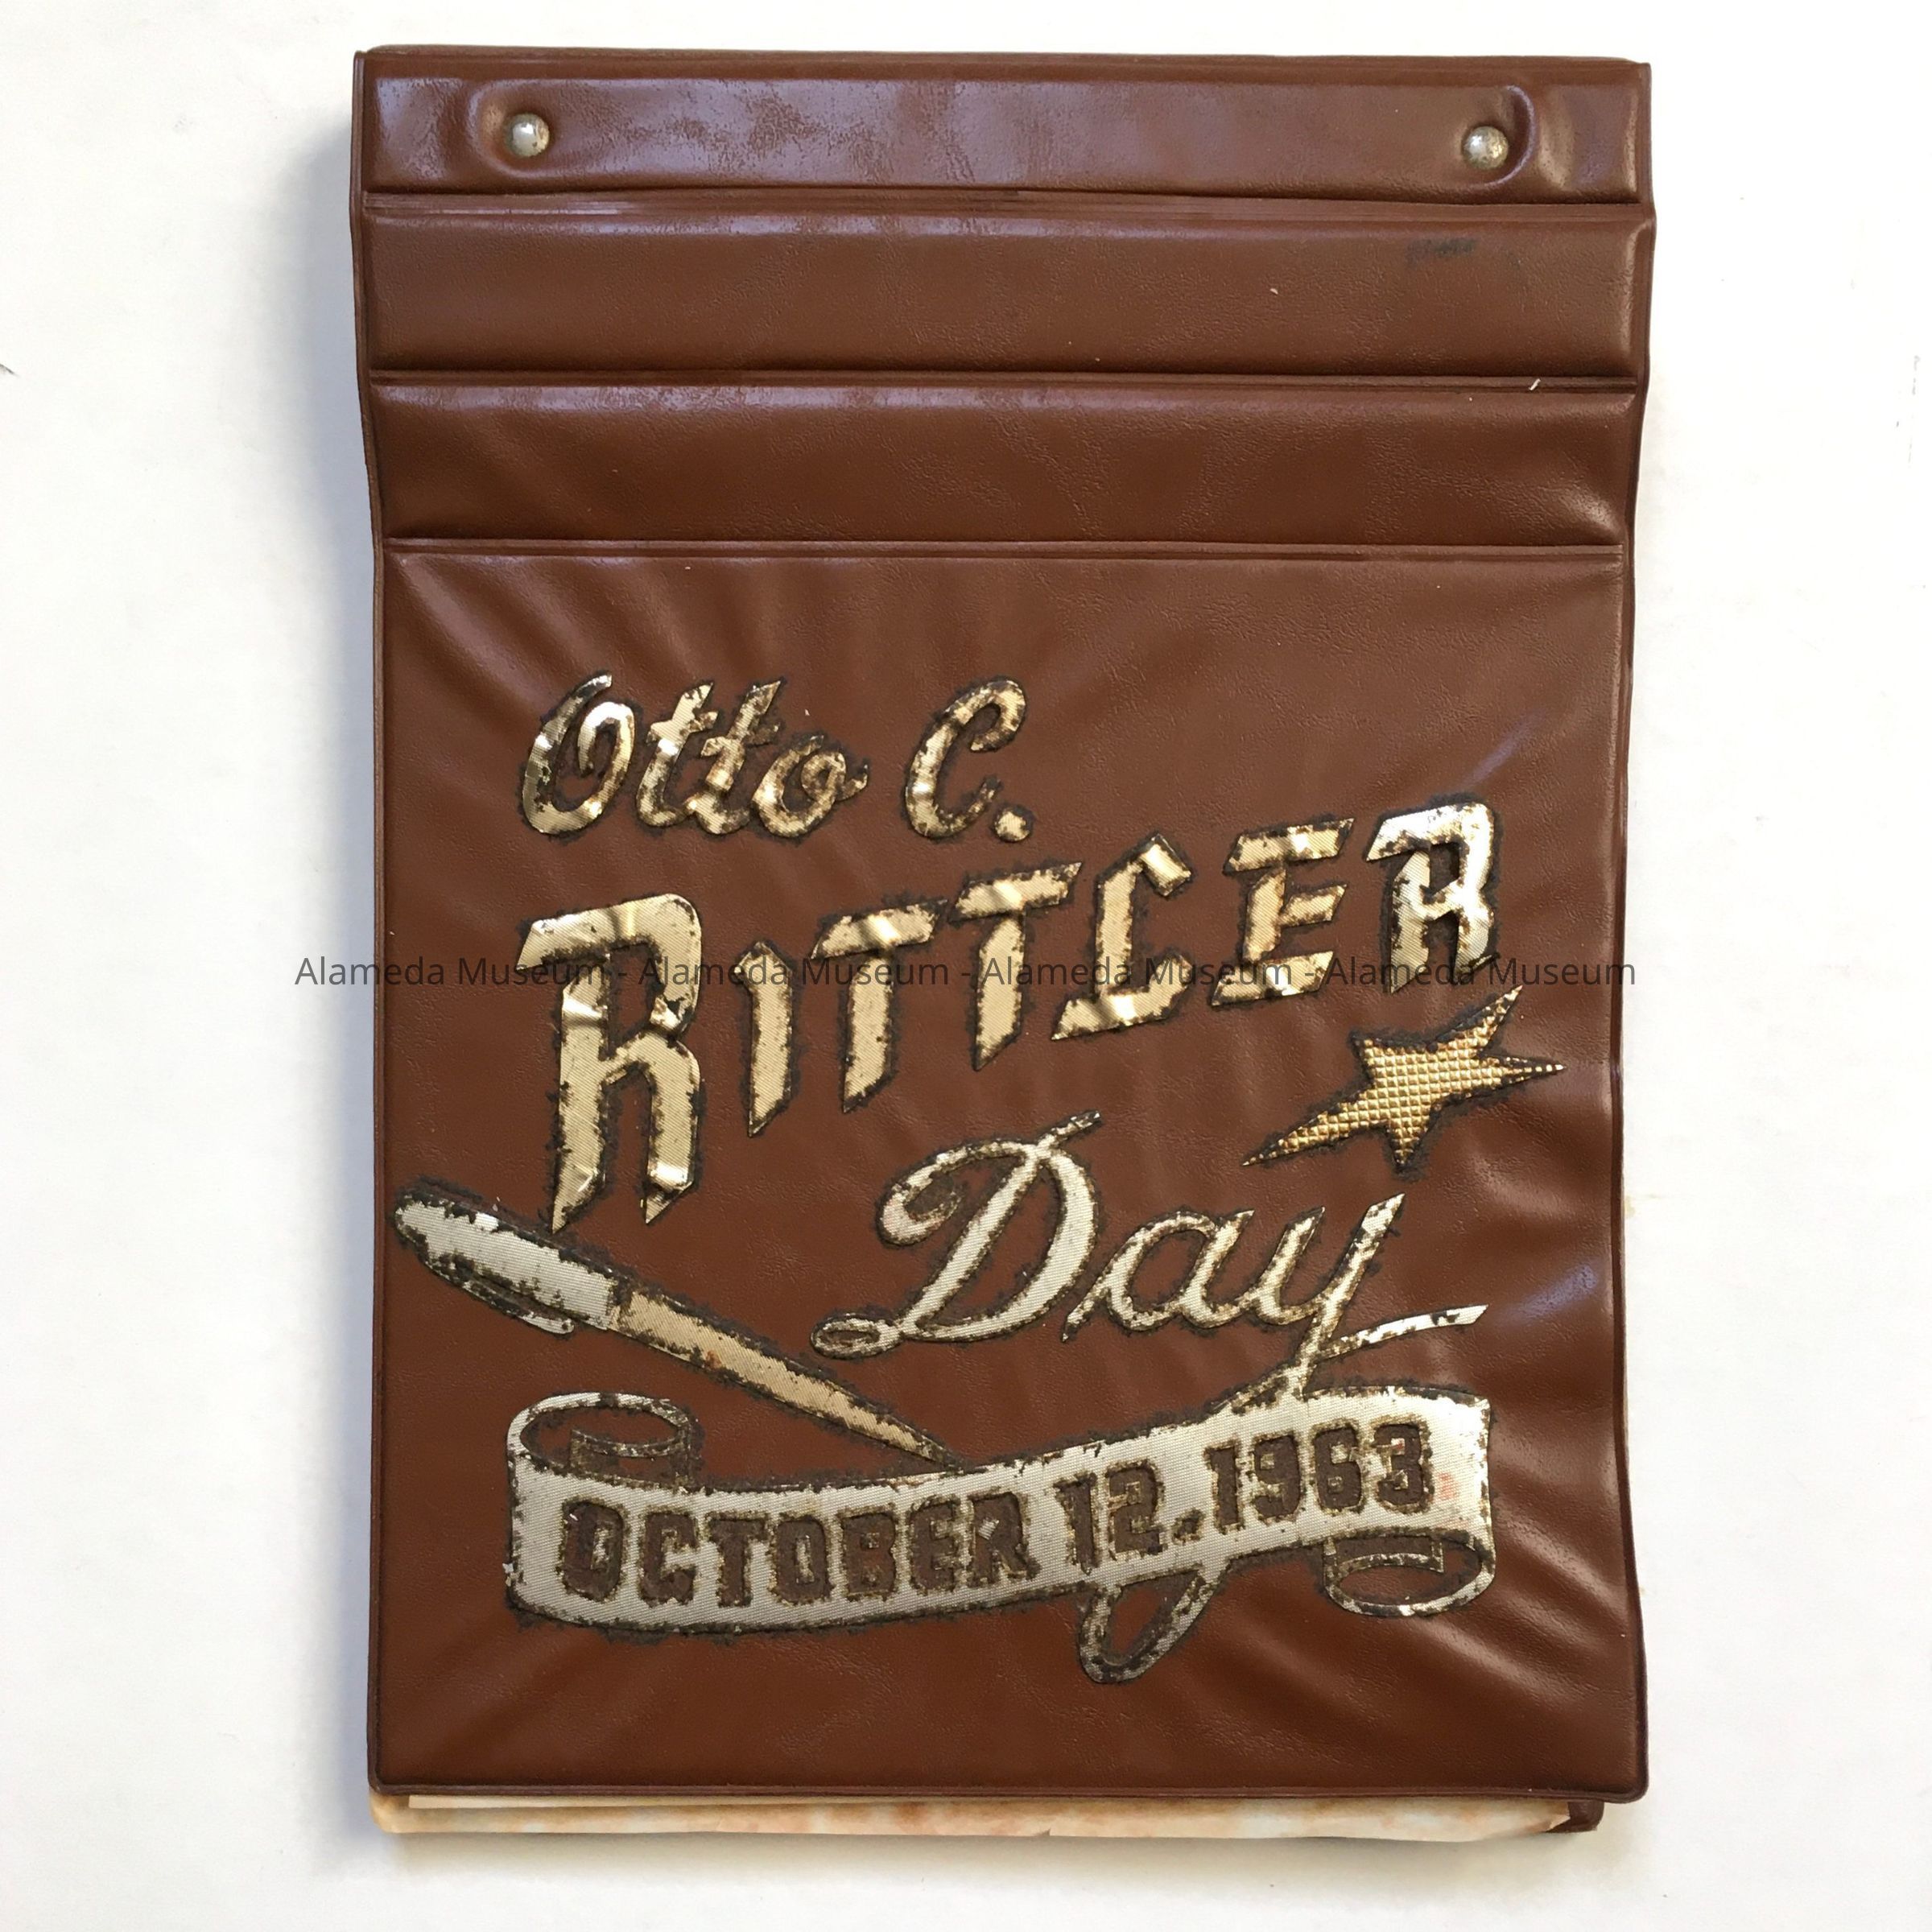 Otto C.
RITTLER
Day
OCTOBER 12, 1963
Alameda Museum - Alameda Museum - Alameda Museum - Alameda Museum